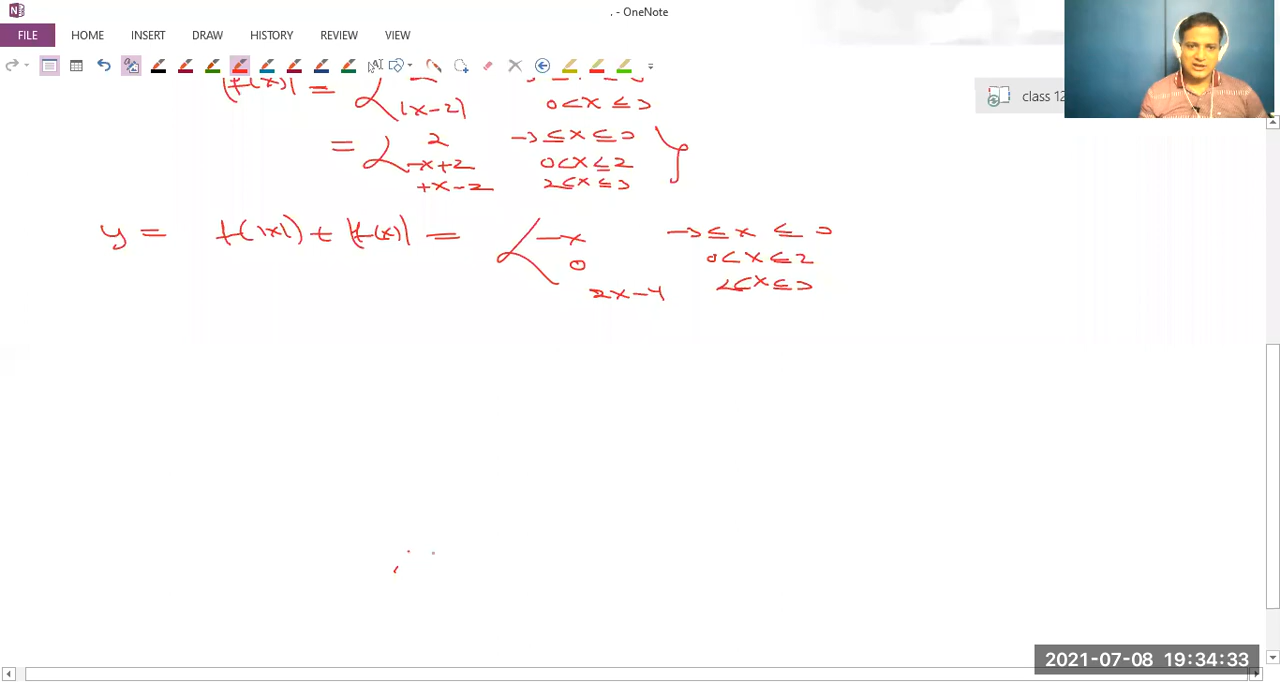 . - OneNote
FILE HOME INSERT DRAW HISTORY REVIEW VIEW
class 12
|f(x)| =
|x-2| 0<x≤3
= 2 -3≤x≤0
-x+2 0<x≤2
+x-2 2≤x≤3
y = f(|x|) + |f(x)| = -x -3≤x≤0
0 0<x≤2
2x-4 2≤x≤3
2021-07-08 19:34:33